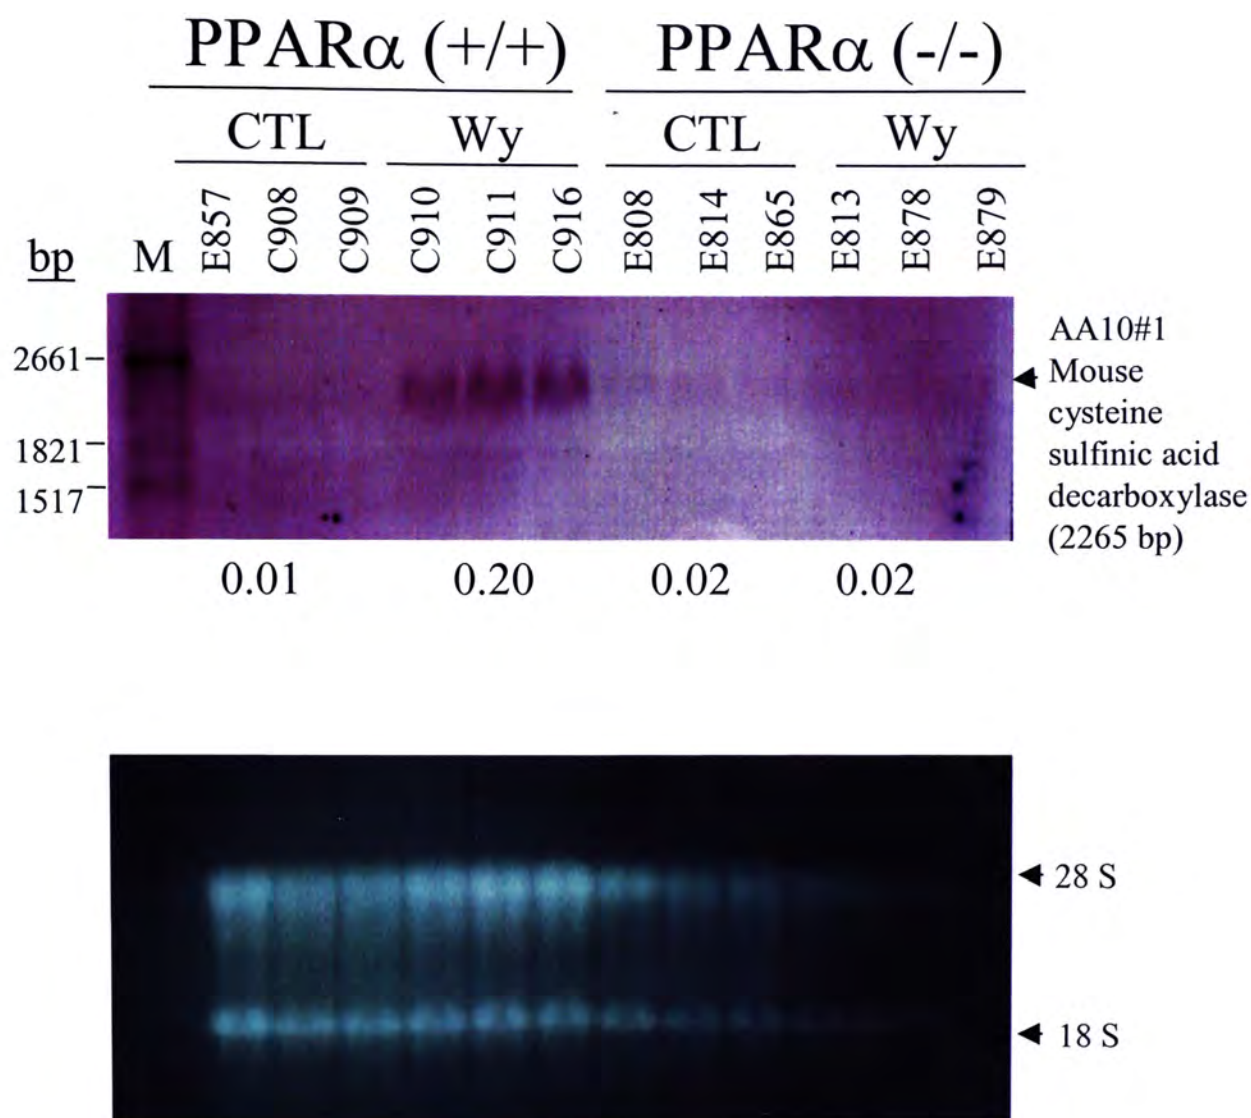 PPARα (+/+) PPARα (-/-)
CTL Wy CTL Wy
E857 C908 C909 C910 C911 C916 E808 E814 E865 E813 E878 E879
bp M
2661
1821
1517
AA10#1
Mouse
cysteine
sulfinic acid
decarboxylase
(2265 bp)
0.01 0.20 0.02 0.02
28 S
18 S